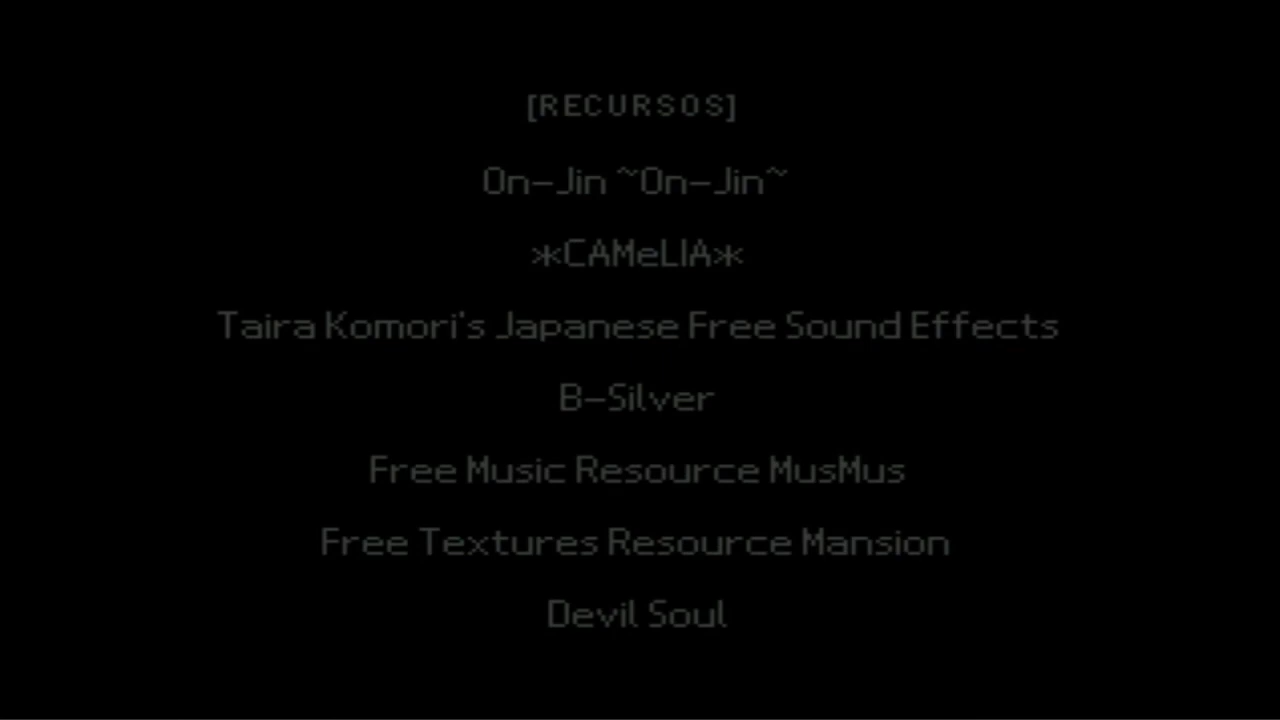 [RECURSOS]
On-Jin ~On-Jin~
*CAMeLIA*
Taira Komori's Japanese Free Sound Effects
B-Silver
Free Music Resource MusMus
Free Textures Resource Mansion
Devil Soul